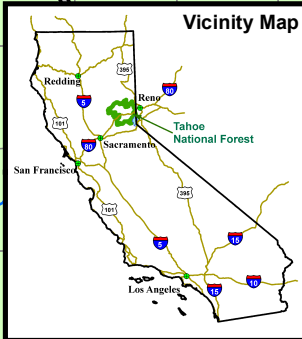 Vicinity Map
395
Redding
80
101
5
Reno
Tahoe
National Forest
80
Sacramento
San Francisco
395
101
5
15
Los Angeles
15
10